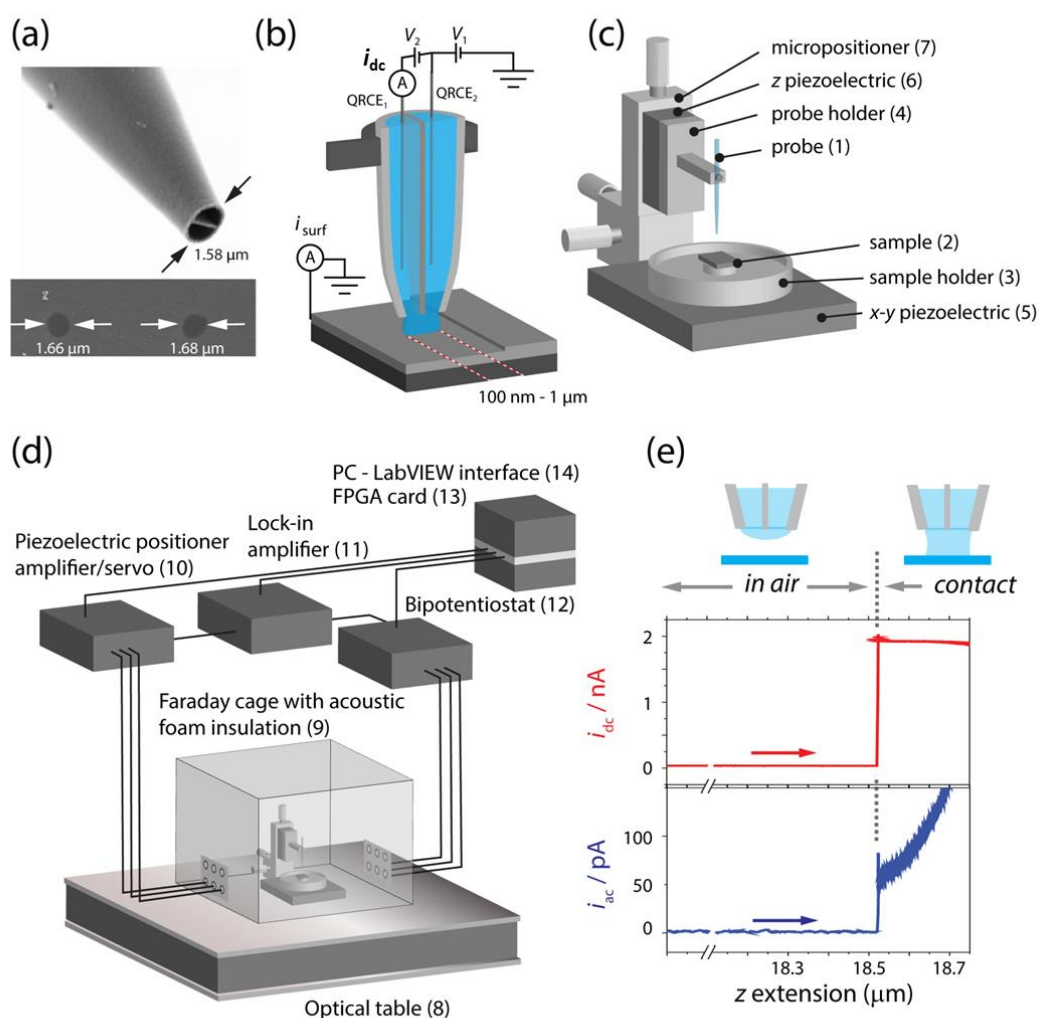 (a)
1.58 µm
1.66 µm
1.68 µm
(b)
V2
V1
idc
A
QRCE1
QRCE2
isurf
A
100 nm - 1 µm
(c)
micropositioner (7)
z piezoelectric (6)
probe holder (4)
probe (1)
sample (2)
sample holder (3)
x-y piezoelectric (5)
(d)
PC - LabVIEW interface (14)
FPGA card (13)
Lock-in
amplifier (11)
Piezoelectric positioner
amplifier/servo (10)
Bipotentiostat (12)
Faraday cage with acoustic
foam insulation (9)
Optical table (8)
(e)
in air
contact
2
1
0
idc / nA
100
50
0
iac / pA
18.3
18.5
18.7
z extension (µm)